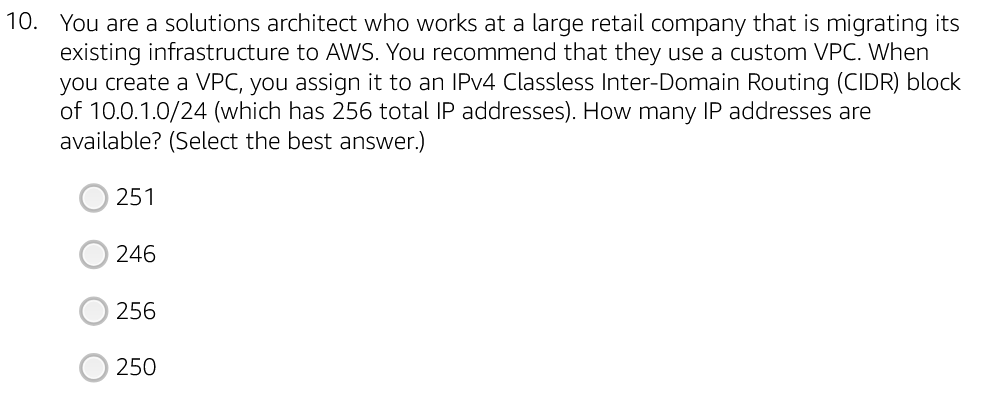 10. You are a solutions architect who works at a large retail company that is migrating its
existing infrastructure to AWS. You recommend that they use a custom VPC. When
you create a VPC, you assign it to an IPv4 Classless Inter-Domain Routing (CIDR) block
of 10.0.1.0/24 (which has 256 total IP addresses). How many IP addresses are
available? (Select the best answer.)
251
246
256
250